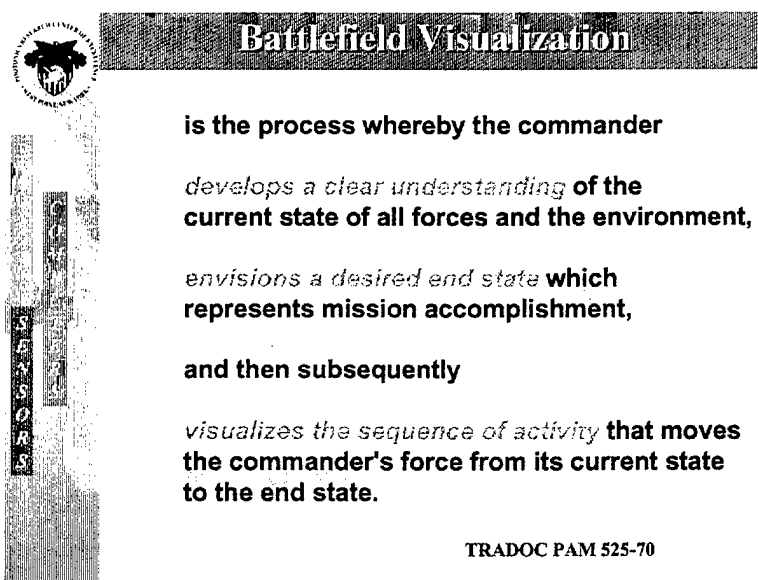 Battlefield Visualization
is the process whereby the commander
develops a clear understanding of the
current state of all forces and the environment,
envisions a desired end state which
represents mission accomplishment,
and then subsequently
visualizes the sequence of activity that moves
the commander's force from its current state
to the end state.
TRADOC PAM 525-70
SENSORS